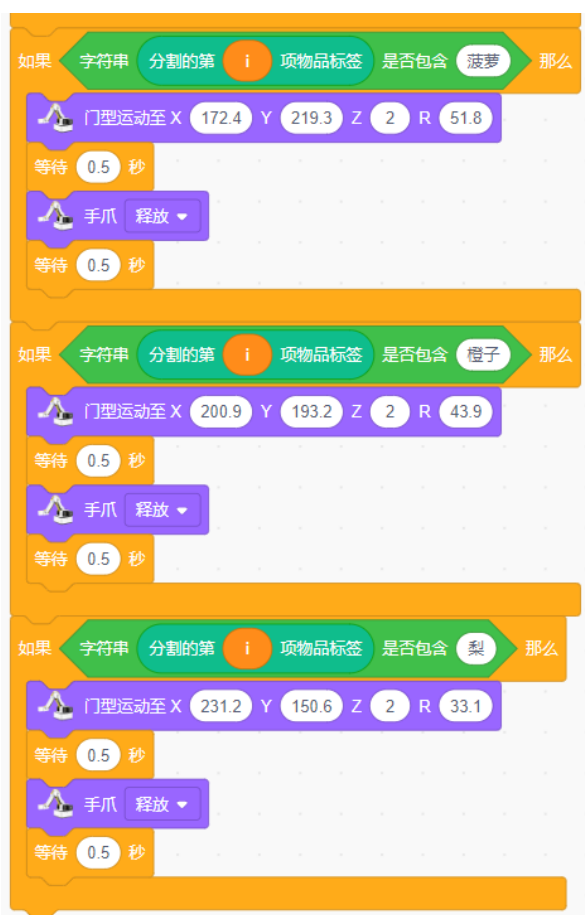 如果 字符串 分割的第 i 项物品标签 是否包含 菠萝 那么
门型运动至 X 172.4 Y 219.3 Z 2 R 51.8
等待 0.5 秒
手爪 释放
等待 0.5 秒
如果 字符串 分割的第 i 项物品标签 是否包含 橙子 那么
门型运动至 X 200.9 Y 193.2 Z 2 R 43.9
等待 0.5 秒
手爪 释放
等待 0.5 秒
如果 字符串 分割的第 i 项物品标签 是否包含 梨 那么
门型运动至 X 231.2 Y 150.6 Z 2 R 33.1
等待 0.5 秒
手爪 释放
等待 0.5 秒